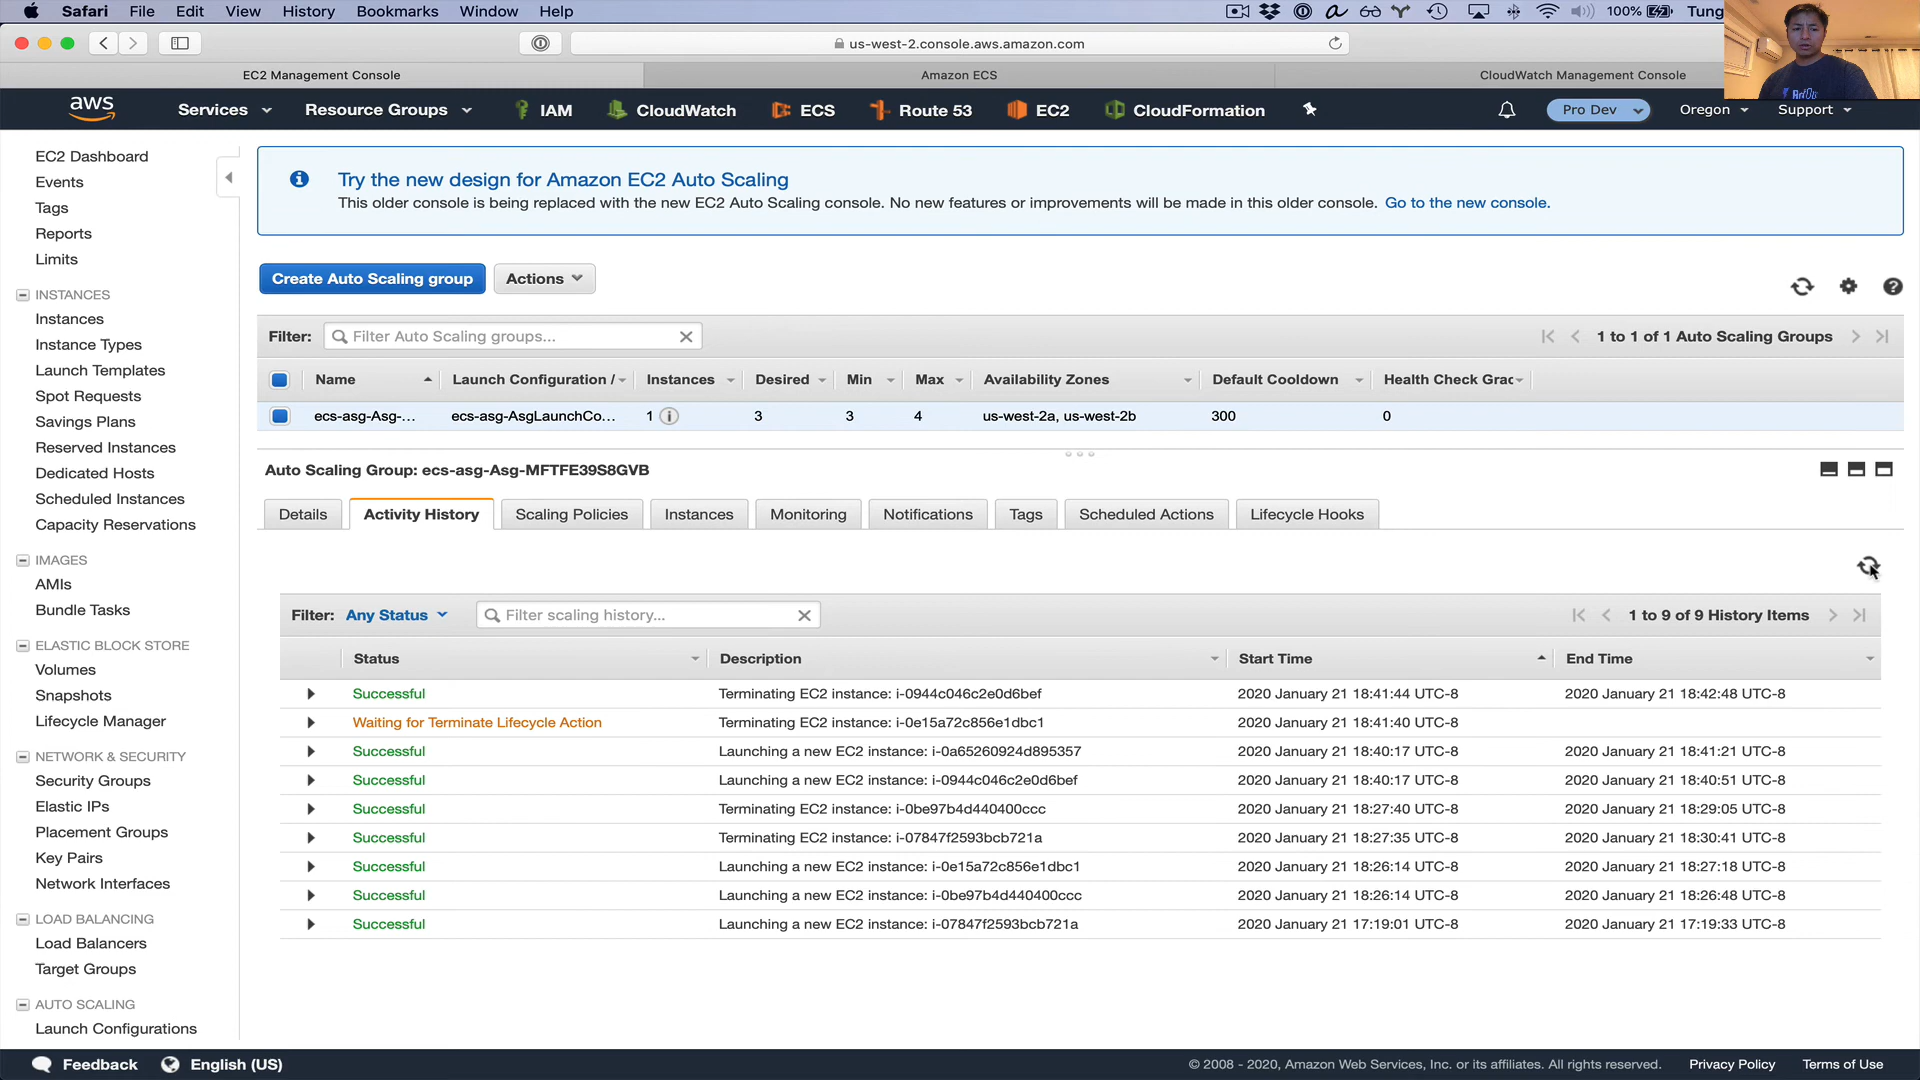 Safari File Edit View History Bookmarks Window Help 100% Tung
us-west-2.console.aws.amazon.com
EC2 Management Console Amazon ECS CloudWatch Management Console
aws Services Resource Groups IAM CloudWatch ECS Route 53 EC2 CloudFormation Pro Dev Oregon Support
EC2 Dashboard
Events
Tags
Reports
Limits
INSTANCES
Instances
Instance Types
Launch Templates
Spot Requests
Savings Plans
Reserved Instances
Dedicated Hosts
Scheduled Instances
Capacity Reservations
IMAGES
AMIs
Bundle Tasks
ELASTIC BLOCK STORE
Volumes
Snapshots
Lifecycle Manager
NETWORK & SECURITY
Security Groups
Elastic IPs
Placement Groups
Key Pairs
Network Interfaces
LOAD BALANCING
Load Balancers
Target Groups
AUTO SCALING
Launch Configurations
Try the new design for Amazon EC2 Auto Scaling
This older console is being replaced with the new EC2 Auto Scaling console. No new features or improvements will be made in this older console. Go to the new console.
Create Auto Scaling group Actions
Filter: Filter Auto Scaling groups... 1 to 1 of 1 Auto Scaling Groups
Name Launch Configuration / Instances Desired Min Max Availability Zones Default Cooldown Health Check Grac
ecs-asg-Asg-... ecs-asg-AsgLaunchCo... 1 3 3 4 us-west-2a, us-west-2b 300 0
Auto Scaling Group: ecs-asg-Asg-MFTFE39S8GVB
Details Activity History Scaling Policies Instances Monitoring Notifications Tags Scheduled Actions Lifecycle Hooks
Filter: Any Status Filter scaling history... 1 to 9 of 9 History Items
Status Description Start Time End Time
Successful Terminating EC2 instance: i-0944c046c2e0d6bef 2020 January 21 18:41:44 UTC-8 2020 January 21 18:42:48 UTC-8
Waiting for Terminate Lifecycle Action Terminating EC2 instance: i-0e15a72c856e1dbc1 2020 January 21 18:41:40 UTC-8
Successful Launching a new EC2 instance: i-0a65260924d895357 2020 January 21 18:40:17 UTC-8 2020 January 21 18:41:21 UTC-8
Successful Launching a new EC2 instance: i-0944c046c2e0d6bef 2020 January 21 18:40:17 UTC-8 2020 January 21 18:40:51 UTC-8
Successful Terminating EC2 instance: i-0be97b4d440400ccc 2020 January 21 18:27:40 UTC-8 2020 January 21 18:29:05 UTC-8
Successful Terminating EC2 instance: i-07847f2593bcb721a 2020 January 21 18:27:35 UTC-8 2020 January 21 18:30:41 UTC-8
Successful Launching a new EC2 instance: i-0e15a72c856e1dbc1 2020 January 21 18:26:14 UTC-8 2020 January 21 18:27:18 UTC-8
Successful Launching a new EC2 instance: i-0be97b4d440400ccc 2020 January 21 18:26:14 UTC-8 2020 January 21 18:26:48 UTC-8
Successful Launching a new EC2 instance: i-07847f2593bcb721a 2020 January 21 17:19:01 UTC-8 2020 January 21 17:19:33 UTC-8
Feedback English (US) © 2008 - 2020, Amazon Web Services, Inc. or its affiliates. All rights reserved. Privacy Policy Terms of Use